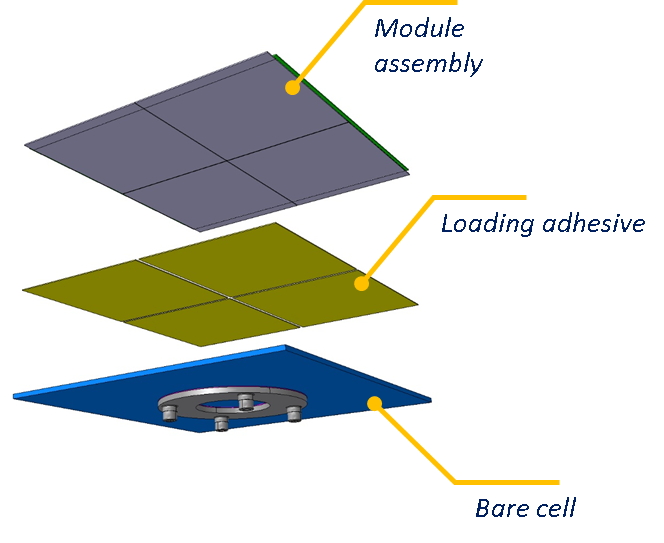 Module
assembly
Loading adhesive
Bare cell